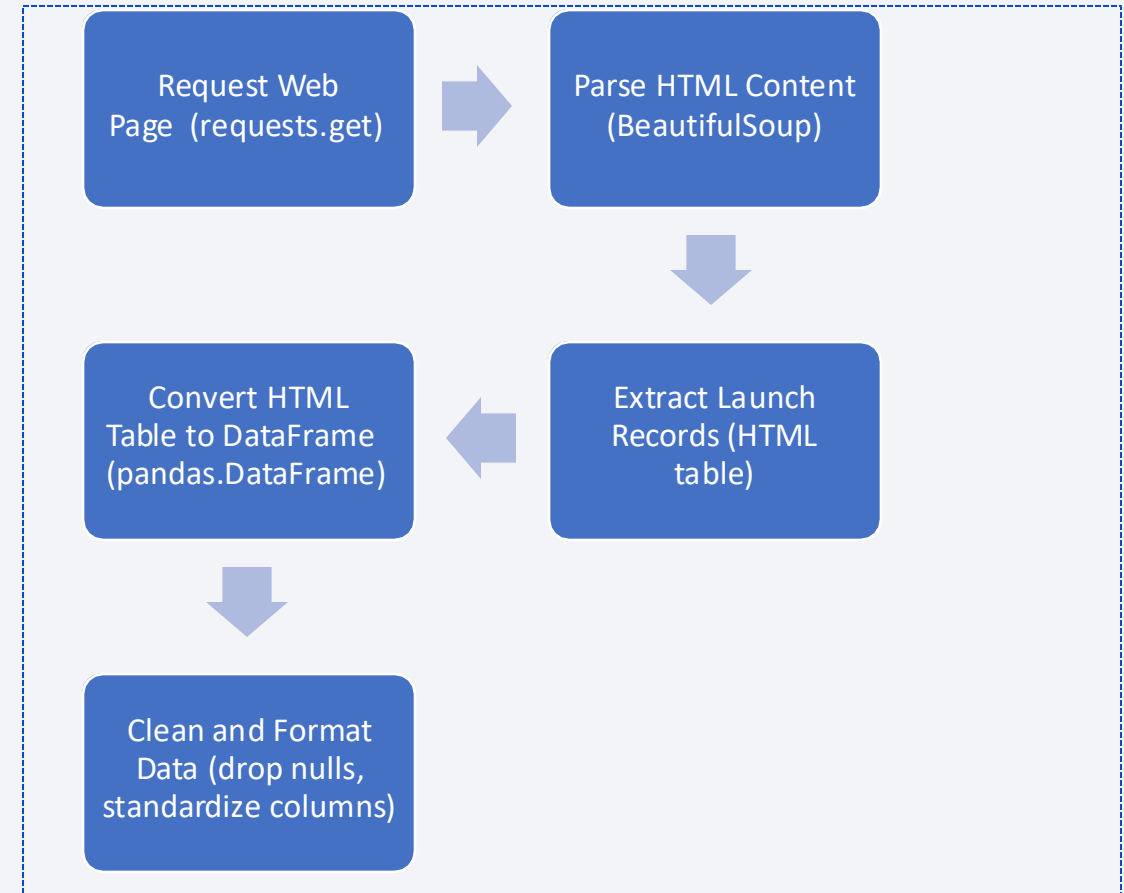 Request Web
Page (requests.get)
Parse HTML Content
(BeautifulSoup)
Extract Launch
Records (HTML
table)
Convert HTML
Table to DataFrame
(pandas.DataFrame)
Clean and Format
Data (drop nulls,
standardize columns)